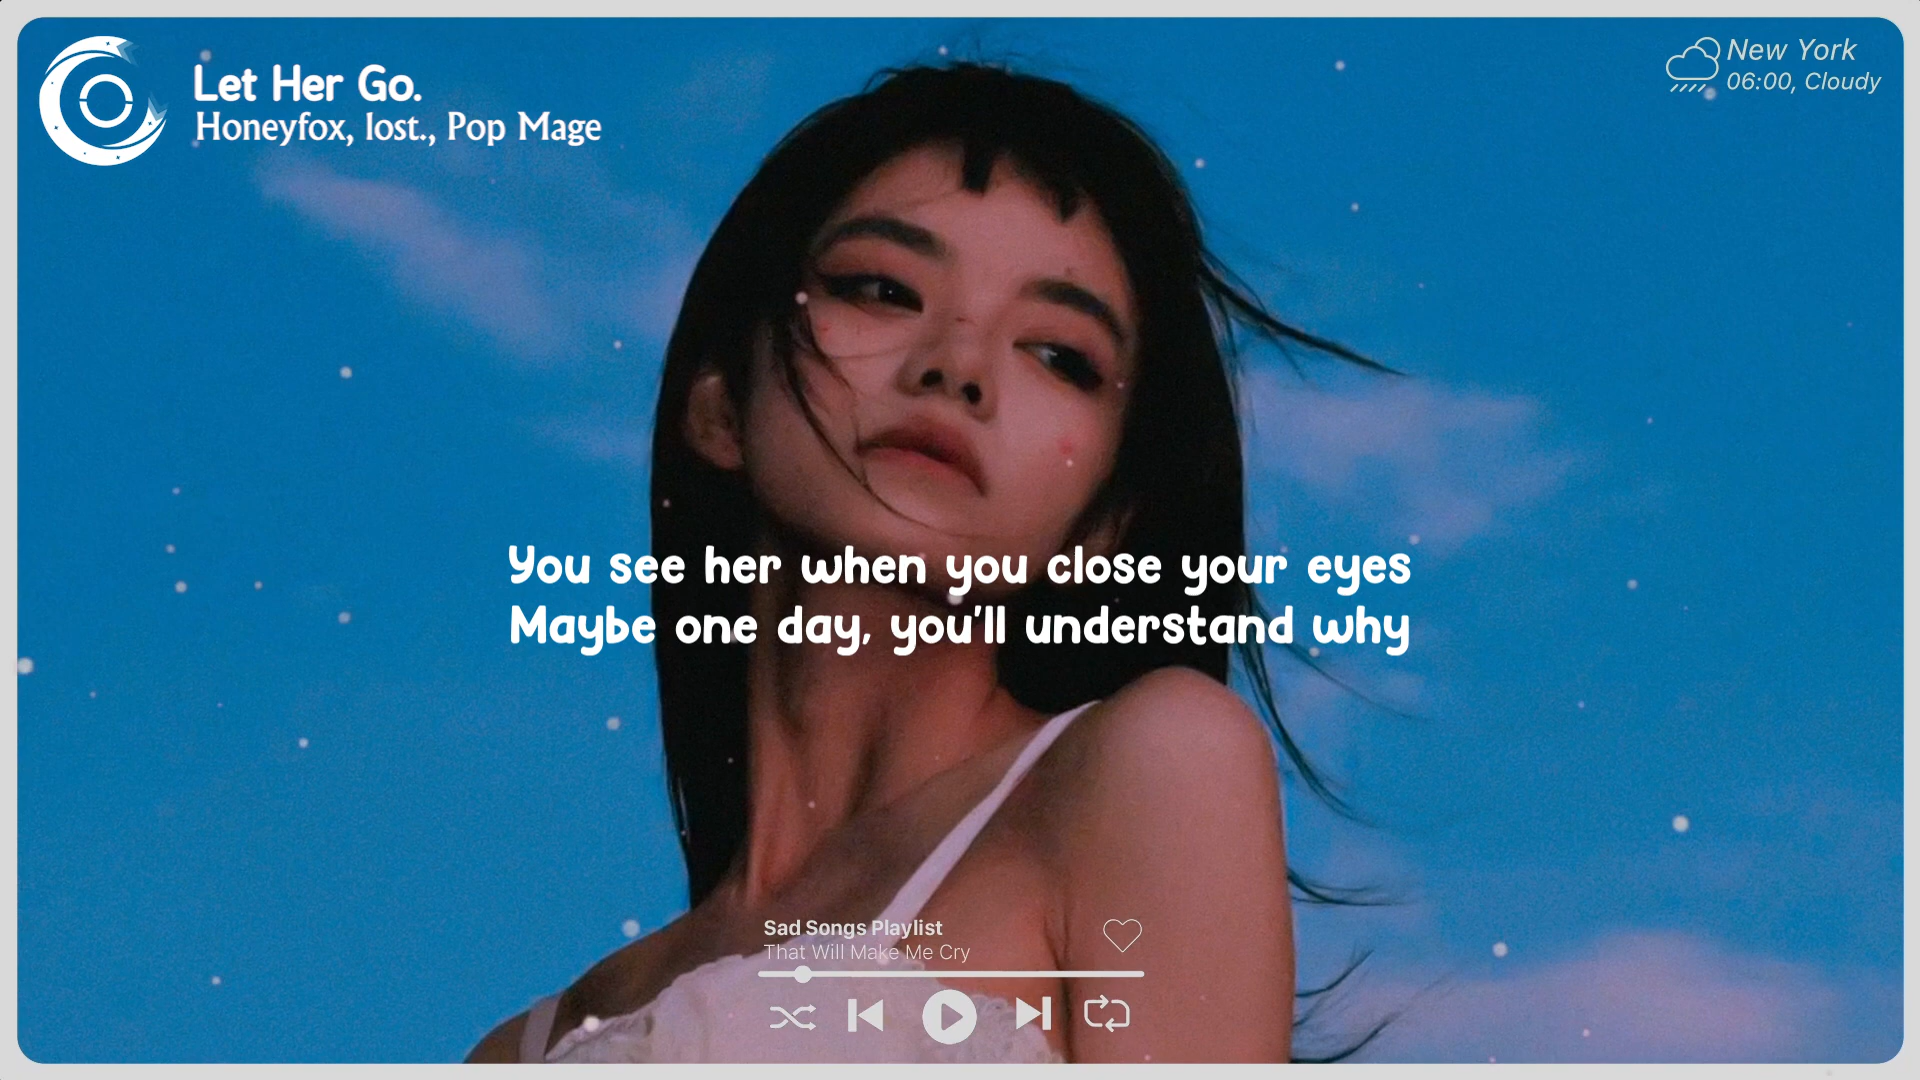 Let Her Go.
Honeyfox, lost., Pop Mage
New York
06:00, Cloudy
You see her when you close your eyes
Maybe one day, you'll understand why
Sad Songs Playlist
That Will Make Me Cry